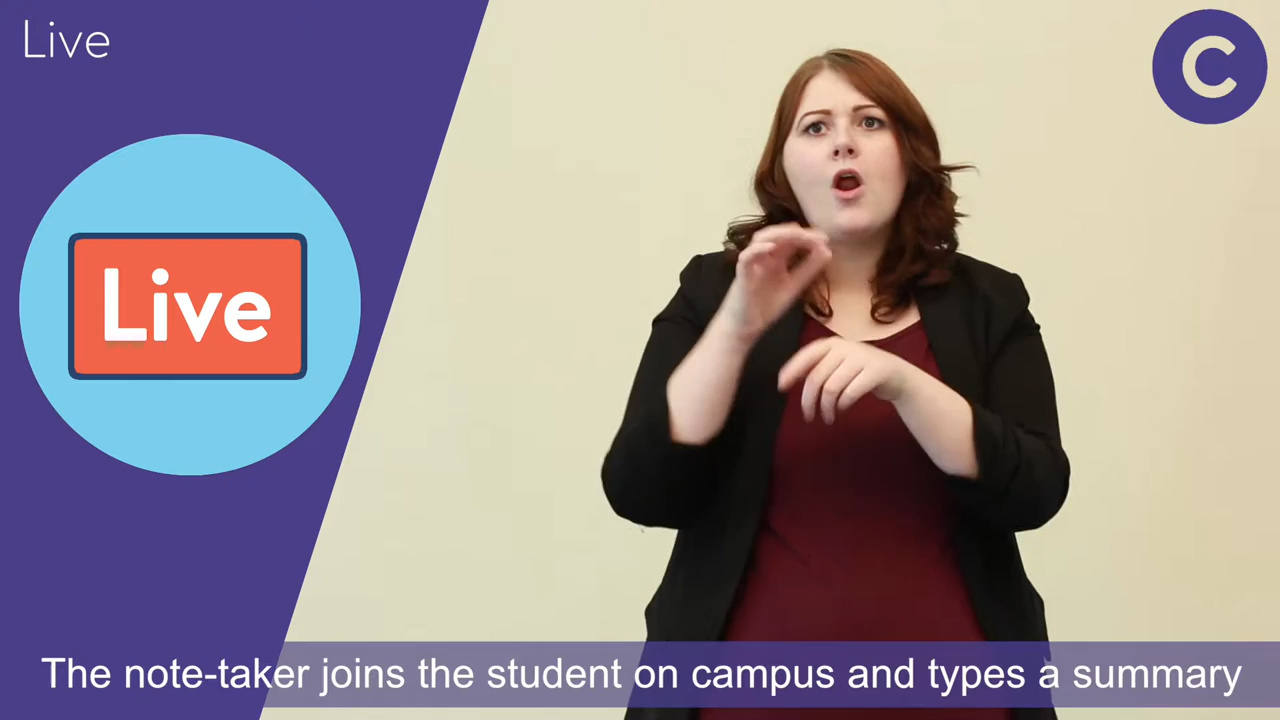 Live
C
Live
The note-taker joins the student on campus and types a summary